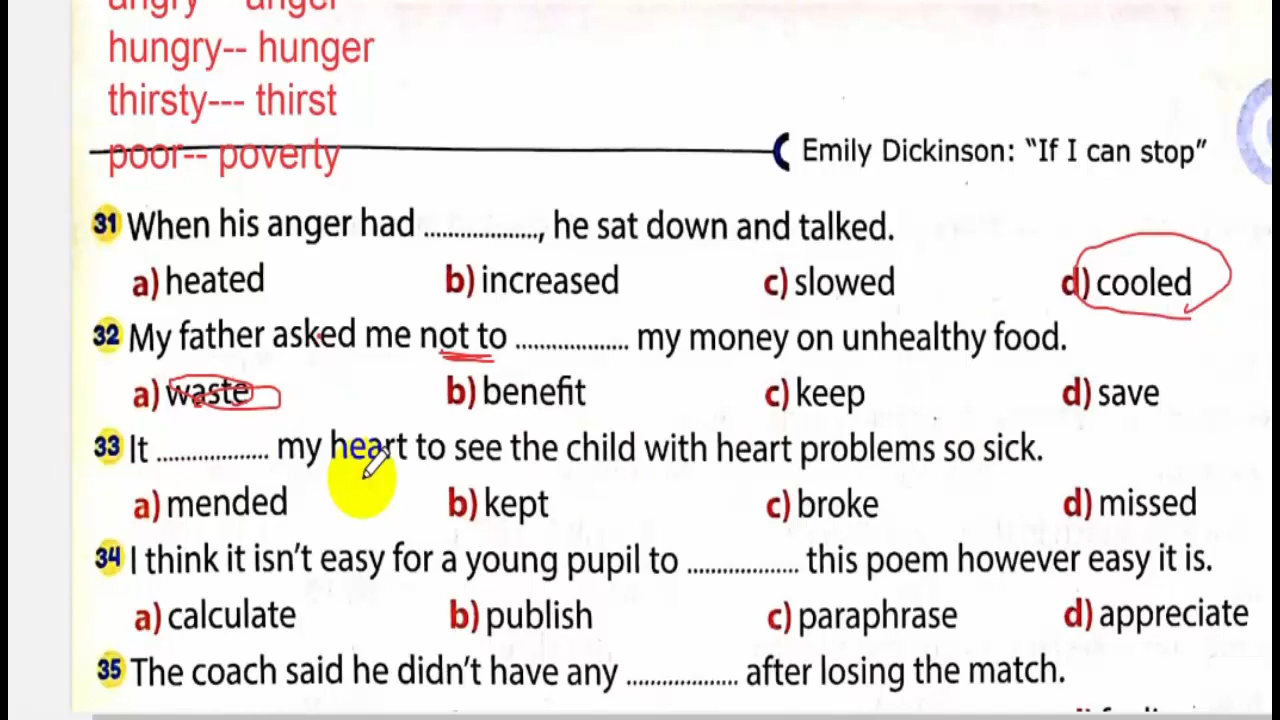 angry-- anger
hungry-- hunger
thirsty--- thirst
poor-- poverty
Emily Dickinson: “If I can stop”
31 When his anger had ..................., he sat down and talked.
a) heated b) increased c) slowed d) cooled
32 My father asked me not to ................... my money on unhealthy food.
a) waste b) benefit c) keep d) save
33 It ................... my heart to see the child with heart problems so sick.
a) mended b) kept c) broke d) missed
34 I think it isn’t easy for a young pupil to ................... this poem however easy it is.
a) calculate b) publish c) paraphrase d) appreciate
35 The coach said he didn’t have any ................... after losing the match.